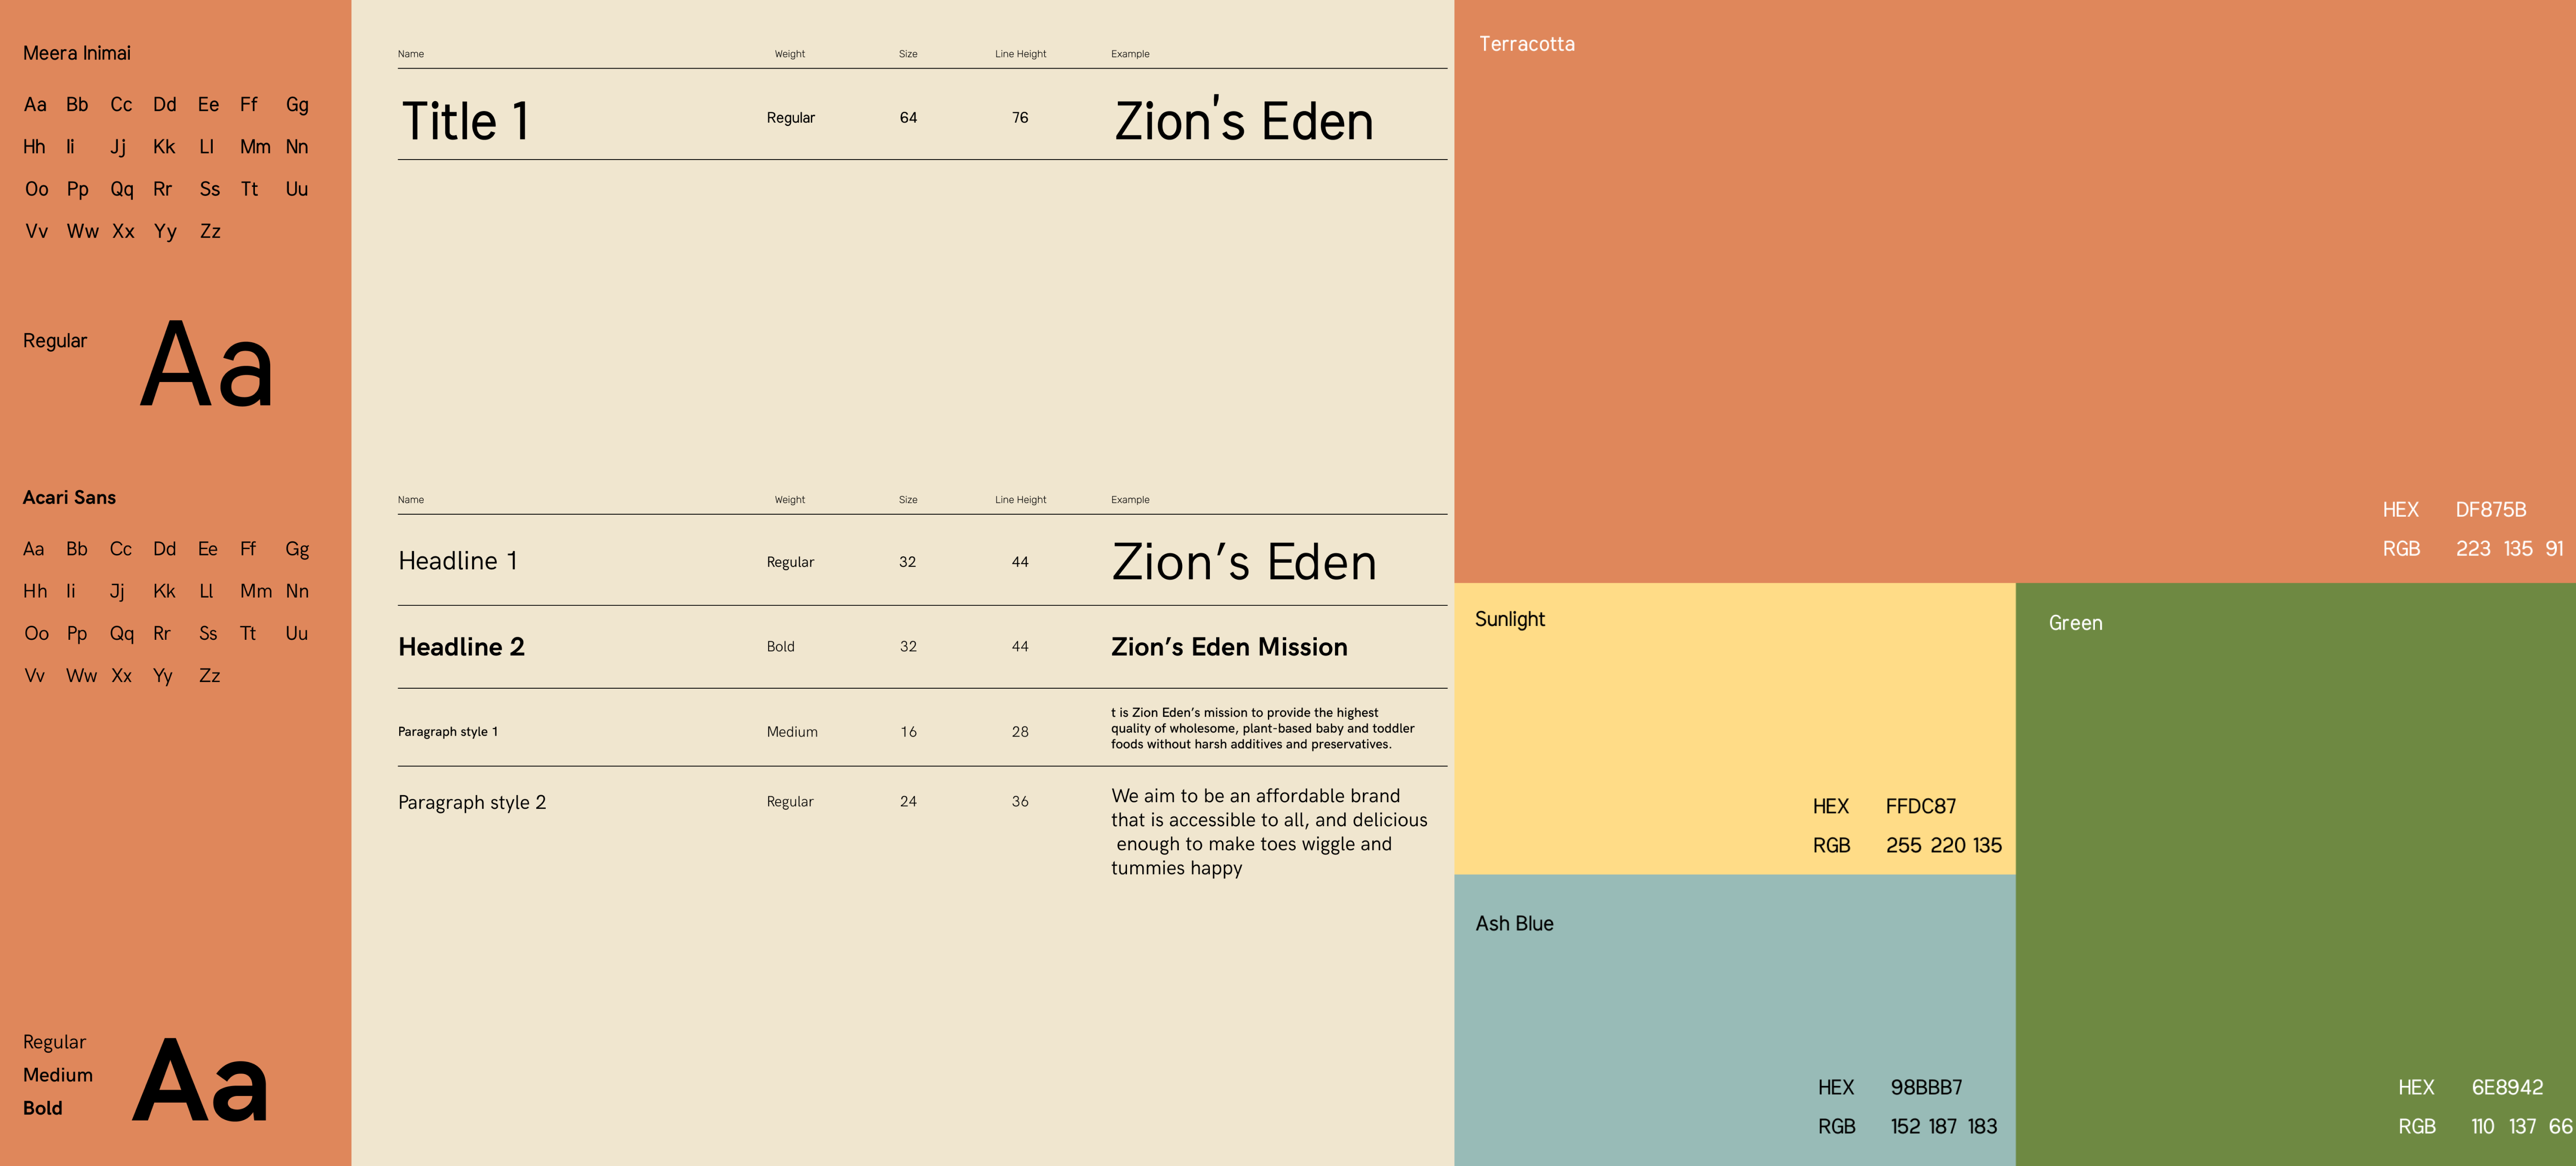 Meera Inimai
Aa Bb Cc Dd Ee Ff Gg
Hh Ii Jj Kk Ll Mm Nn
Oo Pp Qq Rr Ss Tt Uu
Vv Ww Xx Yy Zz
Regular Aa
Acari Sans
Aa Bb Cc Dd Ee Ff Gg
Hh Ii Jj Kk Ll Mm Nn
Oo Pp Qq Rr Ss Tt Uu
Vv Ww Xx Yy Zz
Regular
Medium
Bold
Aa
Name Weight Size Line Height Example
Title 1 Regular 64 76 Zion's Eden
Name Weight Size Line Height Example
Headline 1 Regular 32 44 Zion’s Eden
Headline 2 Bold 32 44 Zion’s Eden Mission
Paragraph style 1 Medium 16 28
t is Zion Eden’s mission to provide the highest
quality of wholesome, plant-based baby and toddler
foods without harsh additives and preservatives.
Paragraph style 2 Regular 24 36
We aim to be an affordable brand
that is accessible to all, and delicious
enough to make toes wiggle and
tummies happy
Terracotta
HEX DF875B
RGB 223 135 91
Sunlight
HEX FFDC87
RGB 255 220 135
Green
HEX 6E8942
RGB 110 137 66
Ash Blue
HEX 98BBB7
RGB 152 187 183